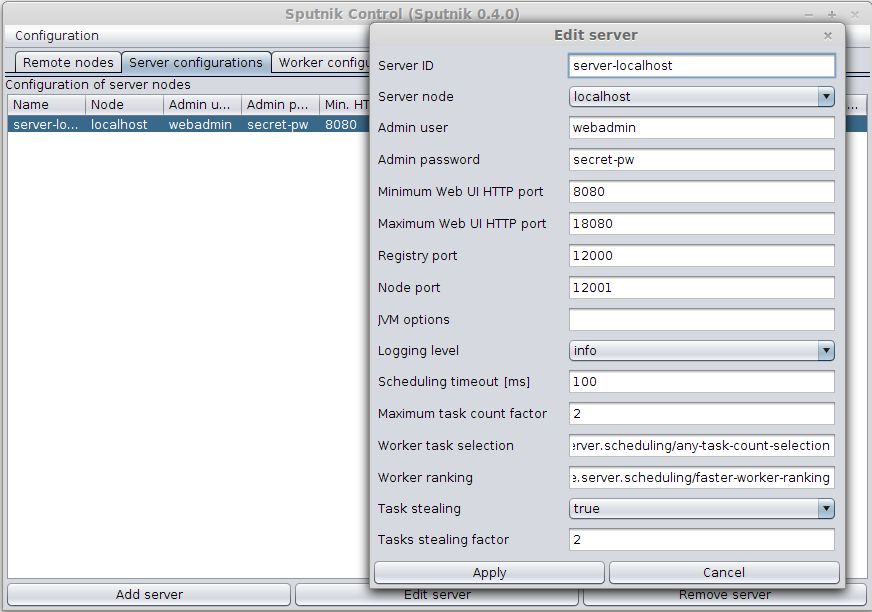 Sputnik Control (Sputnik 0.4.0)
Configuration
Remote nodes Server configurations Worker configu
Configuration of server nodes
Name Node Admin u... Admin p... Min. HT ...
server-lo... localhost webadmin secret-pw 8080
Add server Edit server Remove server
Edit server
Server ID server-localhost
Server node localhost
Admin user webadmin
Admin password secret-pw
Minimum Web UI HTTP port 8080
Maximum Web UI HTTP port 18080
Registry port 12000
Node port 12001
JVM options
Logging level info
Scheduling timeout [ms] 100
Maximum task count factor 2
Worker task selection erver.scheduling/any-task-count-selection
Worker ranking e.server.scheduling/faster-worker-ranking
Task stealing true
Tasks stealing factor 2
Apply Cancel